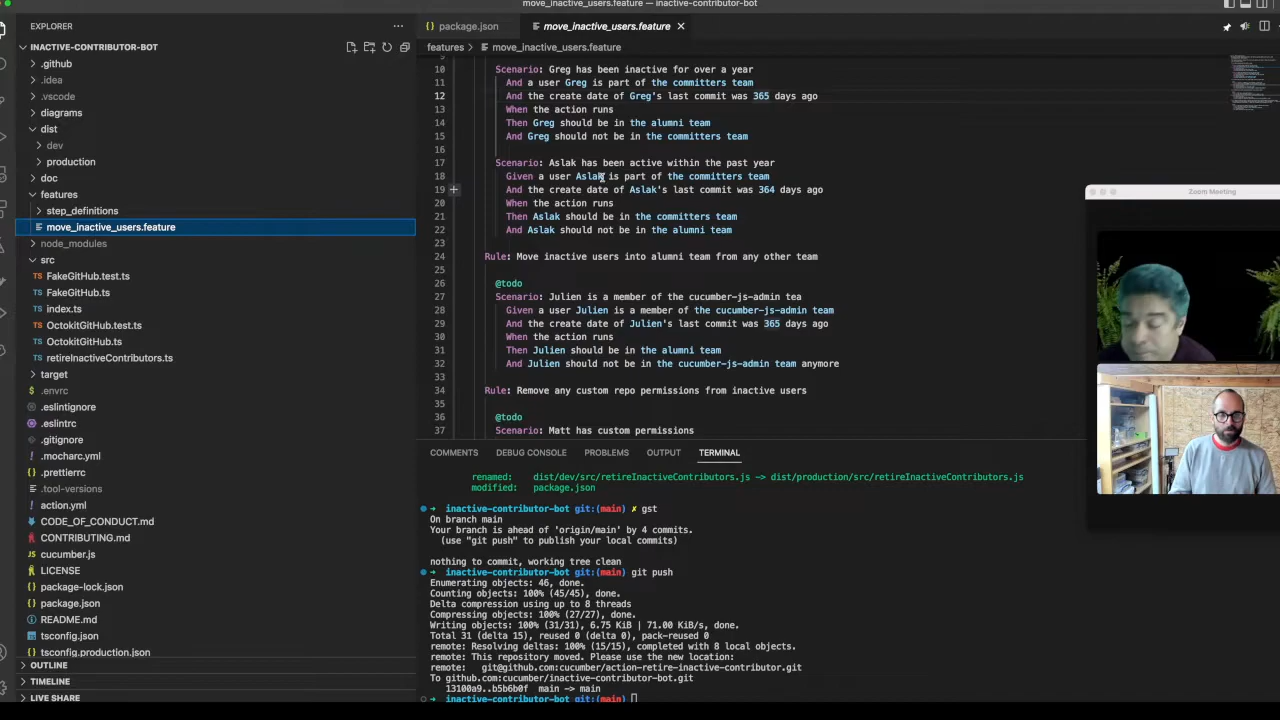 move_inactive_users.feature — inactive-contributor-bot
EXPLORER
INACTIVE-CONTRIBUTOR-BOT
.github
.idea
.vscode
diagrams
dist
dev
production
doc
features
step_definitions
move_inactive_users.feature
node_modules
src
TS FakeGitHub.test.ts
TS FakeGitHub.ts
TS index.ts
TS OctokitGitHub.test.ts
TS OctokitGitHub.ts
TS retireInactiveContributors.ts
target
.envrc
.eslintignore
.eslintrc
.gitignore
.mocharc.yml
.prettierrc
.tool-versions
action.yml
CODE_OF_CONDUCT.md
CONTRIBUTING.md
cucumber.js
LICENSE
package-lock.json
package.json
README.md
tsconfig.json
tsconfig.production.json
OUTLINE
TIMELINE
LIVE SHARE
{} package.json
move_inactive_users.feature
features > move_inactive_users.feature
9
10 Scenario: Greg has been inactive for over a year
11 And a user Greg is part of the committers team
12 And the create date of Greg's last commit was 365 days ago
13 When the action runs
14 Then Greg should be in the alumni team
15 And Greg should not be in the committers team
16
17 Scenario: Aslak has been active within the past year
18 Given a user Aslak is part of the committers team
19 And the create date of Aslak's last commit was 364 days ago
20 When the action runs
21 Then Aslak should be in the committers team
22 And Aslak should not be in the alumni team
23
24 Rule: Move inactive users into alumni team from any other team
25
26 @todo
27 Scenario: Julien is a member of the cucumber-js-admin tea
28 Given a user Julien is a member of the cucumber-js-admin team
29 And the create date of Julien's last commit was 365 days ago
30 When the action runs
31 Then Julien should be in the alumni team
32 And Julien should not be in the cucumber-js-admin team anymore
33
34 Rule: Remove any custom repo permissions from inactive users
35
36 @todo
37 Scenario: Matt has custom permissions
COMMENTS DEBUG CONSOLE PROBLEMS OUTPUT TERMINAL
renamed: dist/dev/src/retireInactiveContributors.js -> dist/production/src/retireInactiveContributors.js
modified: package.json
➜ inactive-contributor-bot git:(main) ✗ gst
On branch main
Your branch is ahead of 'origin/main' by 4 commits.
(use "git push" to publish your local commits)
nothing to commit, working tree clean
➜ inactive-contributor-bot git:(main) git push
Enumerating objects: 46, done.
Counting objects: 100% (45/45), done.
Delta compression using up to 8 threads
Compressing objects: 100% (27/27), done.
Writing objects: 100% (31/31), 6.75 KiB | 71.00 KiB/s, done.
Total 31 (delta 15), reused 0 (delta 0), pack-reused 0
remote: Resolving deltas: 100% (15/15), completed with 8 local objects.
remote: This repository moved. Please use the new location:
remote: git@github.com:cucumber/action-retire-inactive-contributor.git
To github.com:cucumber/inactive-contributor-bot.git
13100a9..b5b6b0f main -> main
➜ inactive-contributor-bot git:(main)
Zoom Meeting